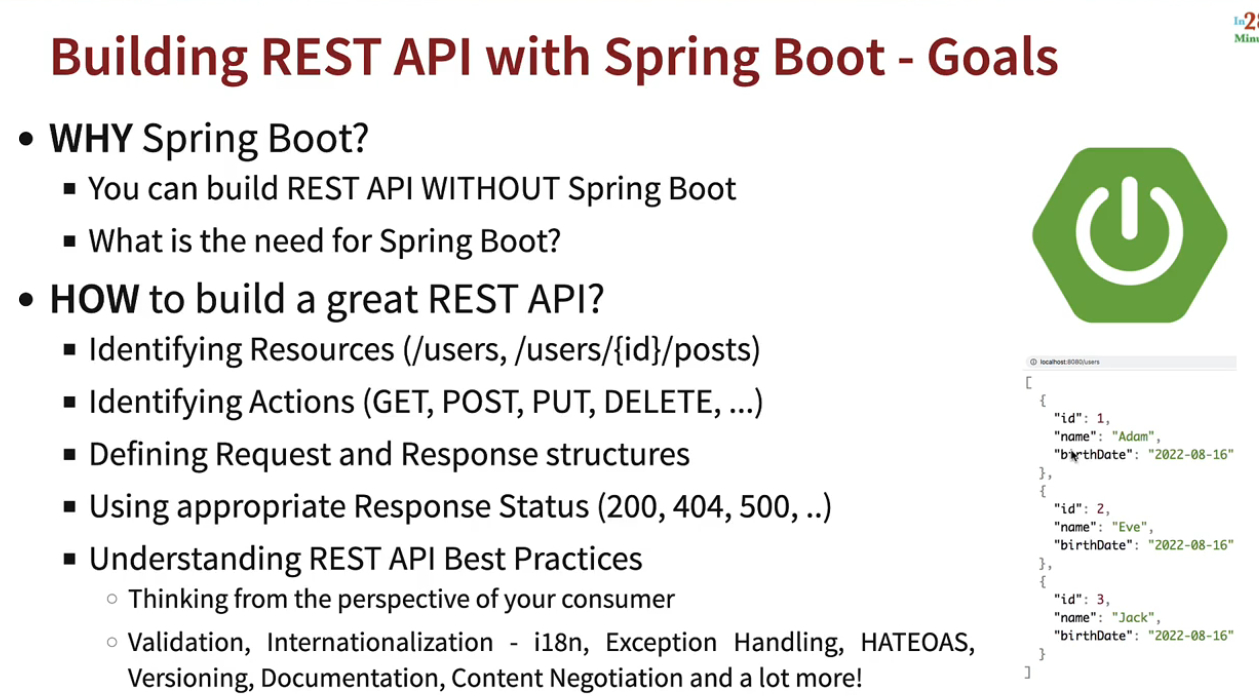 Building REST API with Spring Boot - Goals
WHY Spring Boot?
You can build REST API WITHOUT Spring Boot
What is the need for Spring Boot?
HOW to build a great REST API?
Identifying Resources (/users, /users/{id}/posts)
Identifying Actions (GET, POST, PUT, DELETE, ...)
Defining Request and Response structures
Using appropriate Response Status (200, 404, 500, ..)
Understanding REST API Best Practices
Thinking from the perspective of your consumer
Validation, Internationalization - i18n, Exception Handling, HATEOAS,
Versioning, Documentation, Content Negotiation and a lot more!
In28
Minu
localhost:8080/users
[
{
"id": 1,
"name": "Adam",
"birthDate": "2022-08-16"
},
{
"id": 2,
"name": "Eve",
"birthDate": "2022-08-16"
},
{
"id": 3,
"name": "Jack",
"birthDate": "2022-08-16"
}
]